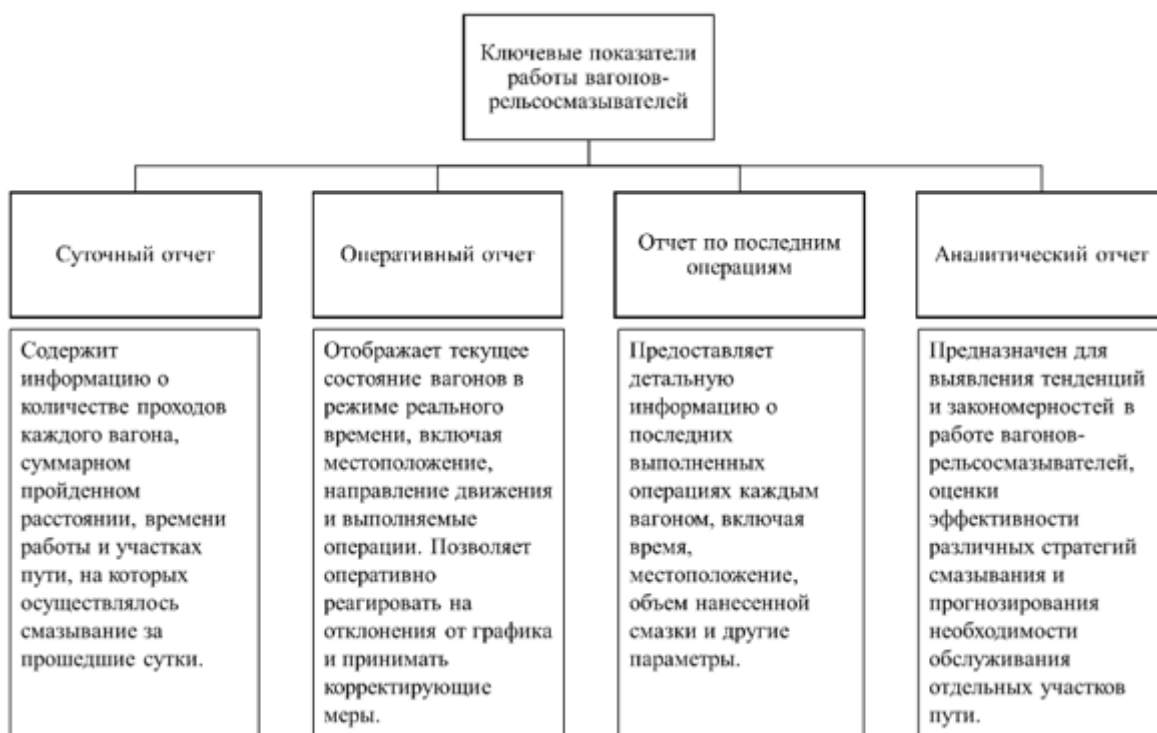 Ключевые показатели
работы вагонов-
рельсосмазывателей
Суточный отчет
Оперативный отчет
Отчет по последним
операциям
Аналитический отчет
Содержит
информацию о
количестве проходов
каждого вагона,
суммарном
пройденном
расстоянии, времени
работы и участках
пути, на которых
осуществлялось
смазывание за
прошедшие сутки.
Отображает текущее
состояние вагонов в
режиме реального
времени, включая
местоположение,
направление движения
и выполняемые
операции. Позволяет
оперативно
реагировать на
отклонения от графика
и принимать
корректирующие
меры.
Предоставляет
детальную
информацию о
последних
выполненных
операциях каждым
вагоном, включая
время,
местоположение,
объем нанесенной
смазки и другие
параметры.
Предназначен для
выявления тенденций
и закономерностей в
работе вагонов-
рельсосмазывателей,
оценки
эффективности
различных стратегий
смазывания и
прогнозирования
необходимости
обслуживания
отдельных участков
пути.